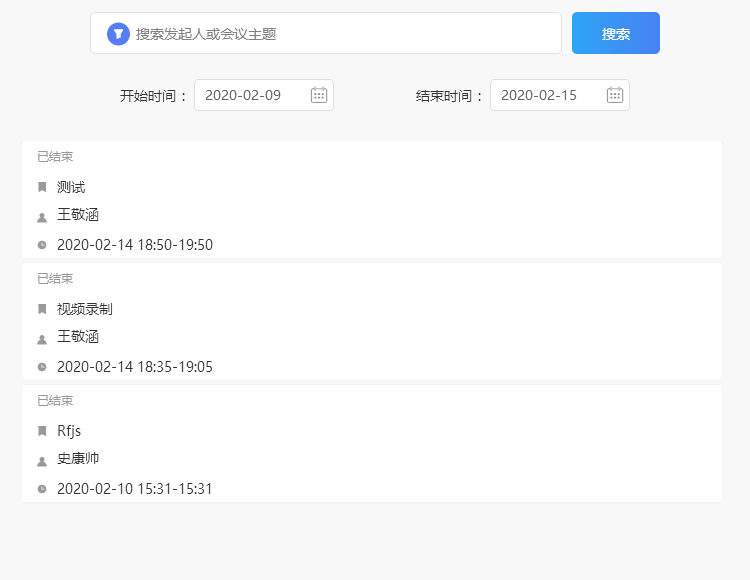 搜索发起人或会议主题 搜索
开始时间： 2020-02-09 结束时间： 2020-02-15
已结束
测试
王敬涵
2020-02-14 18:50-19:50
已结束
视频录制
王敬涵
2020-02-14 18:35-19:05
已结束
Rfjs
史康帅
2020-02-10 15:31-15:31